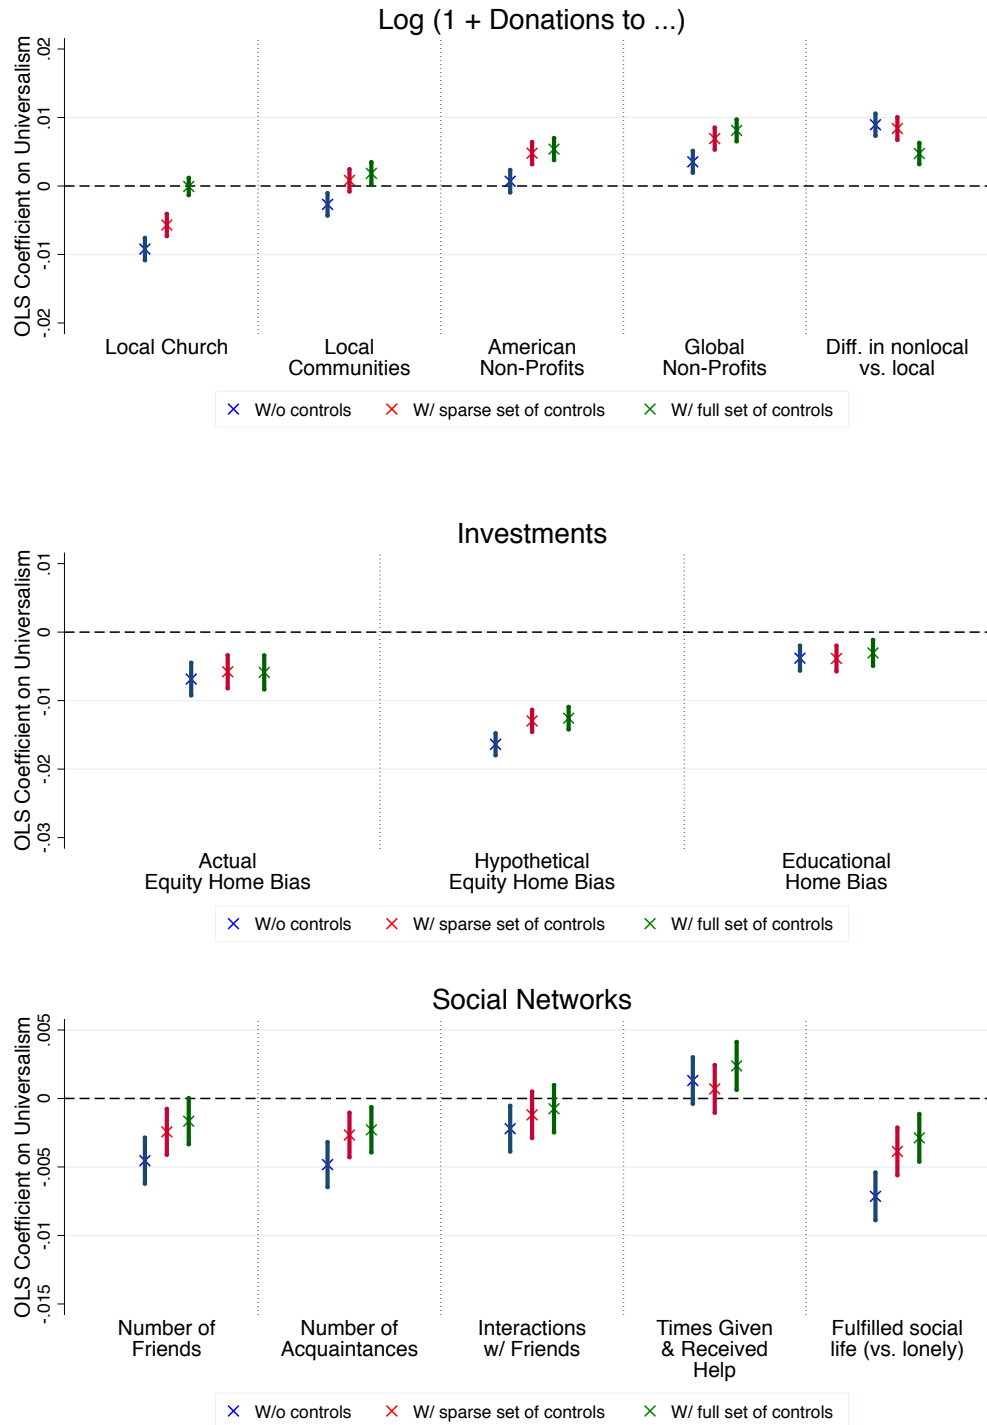 Log (1 + Donations to ...)
OLS Coefficient on Universalism
.02
.01
0
-.01
-.02
Local Church
Local
Communities
American
Non-Profits
Global
Non-Profits
Diff. in nonlocal
vs. local
W/o controls
W/ sparse set of controls
W/ full set of controls
Investments
OLS Coefficient on Universalism
.01
0
-.01
-.02
-.03
Actual
Equity Home Bias
Hypothetical
Equity Home Bias
Educational
Home Bias
W/o controls
W/ sparse set of controls
W/ full set of controls
Social Networks
OLS Coefficient on Universalism
.005
0
-.005
-.01
-.015
Number of
Friends
Number of
Acquaintances
Interactions
w/ Friends
Times Given
& Received
Help
Fulfilled social
life (vs. lonely)
W/o controls
W/ sparse set of controls
W/ full set of controls